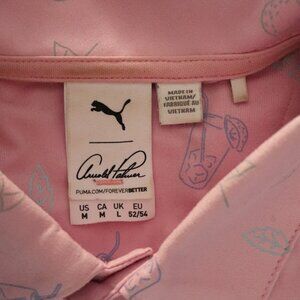 Arnold Palmer
PUMA.COM/FOREVERBETTER
US CA UK EU
M M L 52/54
MADE IN
VIETNAM/
FABRIQUÉ AU
VIETNAM